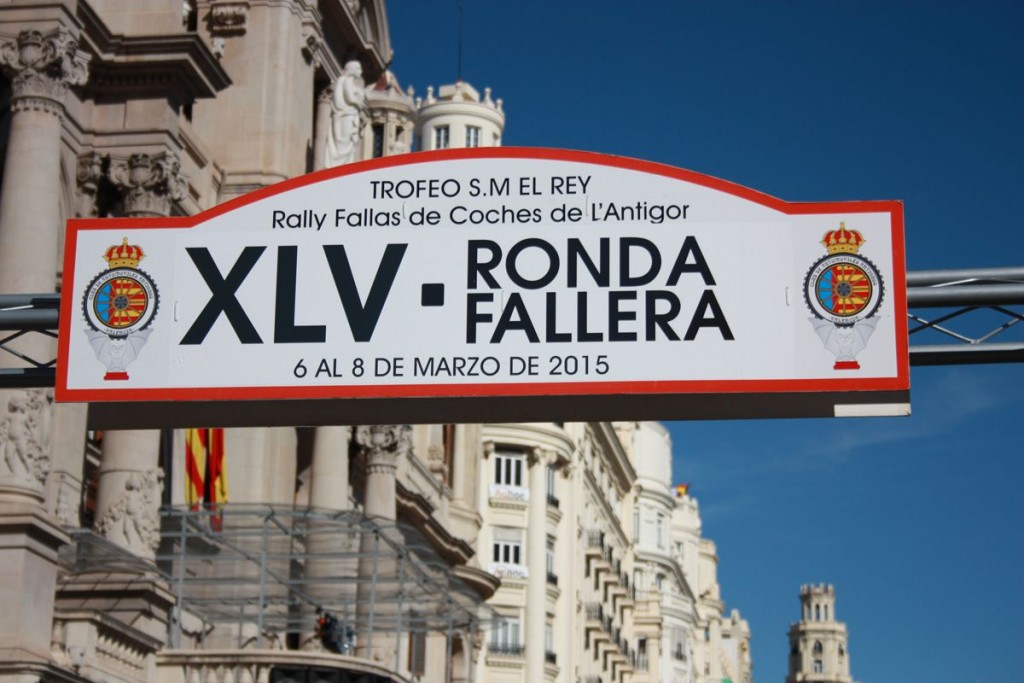 TROFEO S.M EL REY
Rally Fallas de Coches de L'Antigor
XLV · RONDA
FALLERA
6 AL 8 DE MARZO DE 2015